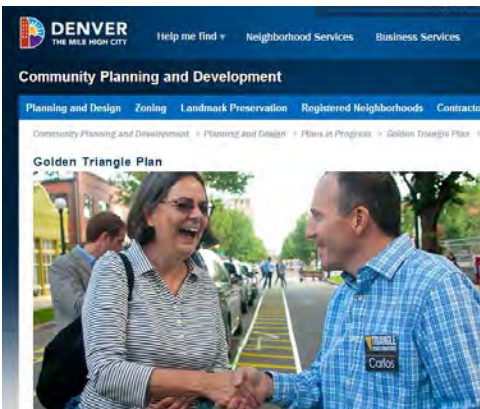 DENVER
THE MILE HIGH CITY
Help me find ▾ Neighborhood Services Business Services
Community Planning and Development
Planning and Design Zoning Landmark Preservation Registered Neighborhoods Contracto
Community Planning and Development > Planning and Design > Plans in Progress > Golden Triangle Plan >
Golden Triangle Plan
TRIANGLE
Carlos